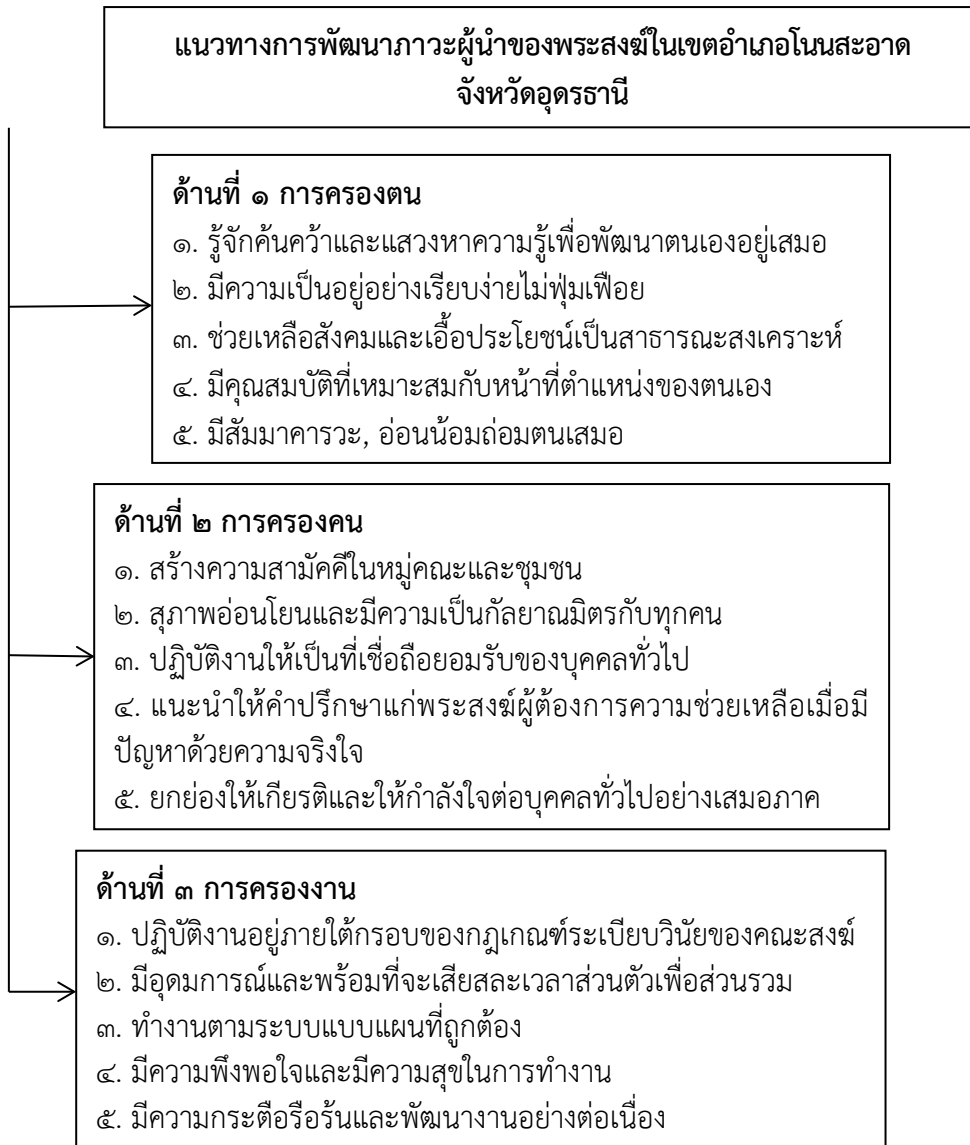 แนวทางการพัฒนาภาวะผู้นำของพระสงฆ์ในเขตอำเภอโนนสะอาด
จังหวัดอุดรธานี
ด้านที่ ๑ การครองตน
๑. รู้จักค้นคว้าและแสวงหาความรู้เพื่อพัฒนาตนเองอยู่เสมอ
๒. มีความเป็นอยู่อย่างเรียบง่ายไม่ฟุ่มเฟือย
๓. ช่วยเหลือสังคมและเอื้อประโยชน์เป็นสาธารณะสงเคราะห์
๔. มีคุณสมบัติที่เหมาะสมกับหน้าที่ตำแหน่งของตนเอง
๕. มีสัมมาคารวะ, อ่อนน้อมถ่อมตนเสมอ
ด้านที่ ๒ การครองคน
๑. สร้างความสามัคคีในหมู่คณะและชุมชน
๒. สุภาพอ่อนโยนและมีความเป็นกัลยาณมิตรกับทุกคน
๓. ปฏิบัติงานให้เป็นที่เชื่อถือยอมรับของบุคคลทั่วไป
๔. แนะนำให้คำปรึกษาแก่พระสงฆ์ผู้ต้องการความช่วยเหลือเมื่อมี
ปัญหาด้วยความจริงใจ
๕. ยกย่องให้เกียรติและให้กำลังใจต่อบุคคลทั่วไปอย่างเสมอภาค
ด้านที่ ๓ การครองงาน
๑. ปฏิบัติงานอยู่ภายใต้กรอบของกฎเกณฑ์ระเบียบวินัยของคณะสงฆ์
๒. มีอุดมการณ์และพร้อมที่จะเสียสละเวลาส่วนตัวเพื่อส่วนรวม
๓. ทำงานตามระบบแบบแผนที่ถูกต้อง
๔. มีความพึงพอใจและมีความสุขในการทำงาน
๕. มีความกระตือรือร้นและพัฒนางานอย่างต่อเนื่อง